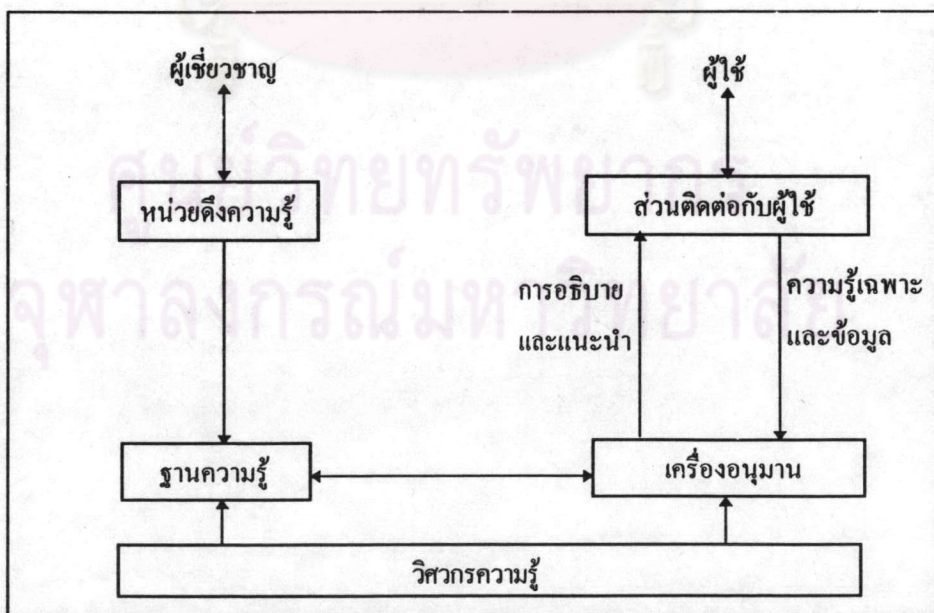 ผู้เชี่ยวชาญ
ผู้ใช้
หน่วยดึงความรู้
ส่วนติดต่อกับผู้ใช้
การอธิบาย
และแนะนำ
ความรู้เฉพาะ
และข้อมูล
ฐานความรู้
เครื่องอนุมาน
วิศวกรความรู้
ศูนย์วิทยทรัพยากร
จุฬาลงกรณ์มหาวิทยาลัย